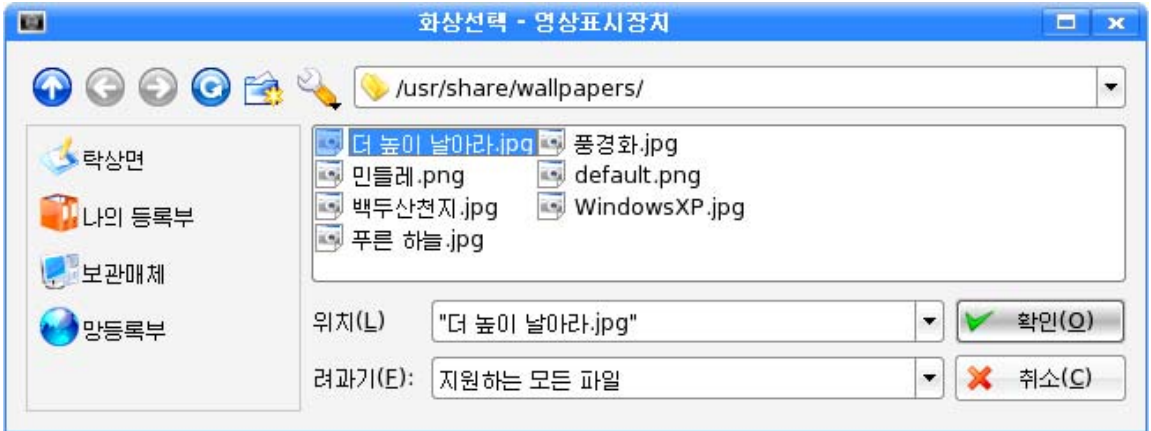 화상선택 - 영상표시장치
/usr/share/wallpapers/
탁상면
나의 등록부
보관매체
망등록부
더 높이 날아라.jpg
민들레.png
백두산천지.jpg
푸른 하늘.jpg
풍경화.jpg
default.png
WindowsXP.jpg
위치(L)
"더 높이 날아라.jpg"
확인(O)
려과기(F):
지원하는 모든 파일
취소(C)